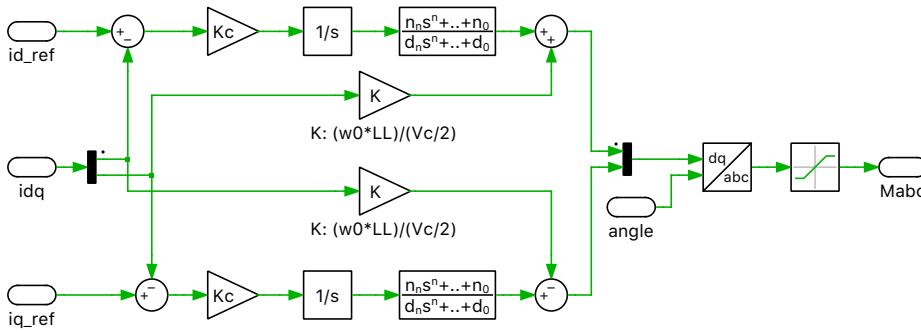 id_ref
+
−
Kc
1/s
nₙsⁿ+..+n₀
dₙsⁿ+..+d₀
+
+
K
K: (w0*LL)/(Vc/2)
idq
K
K: (w0*LL)/(Vc/2)
dq
abc
Mabc
angle
iq_ref
+
−
Kc
1/s
nₙsⁿ+..+n₀
dₙsⁿ+..+d₀
+
−